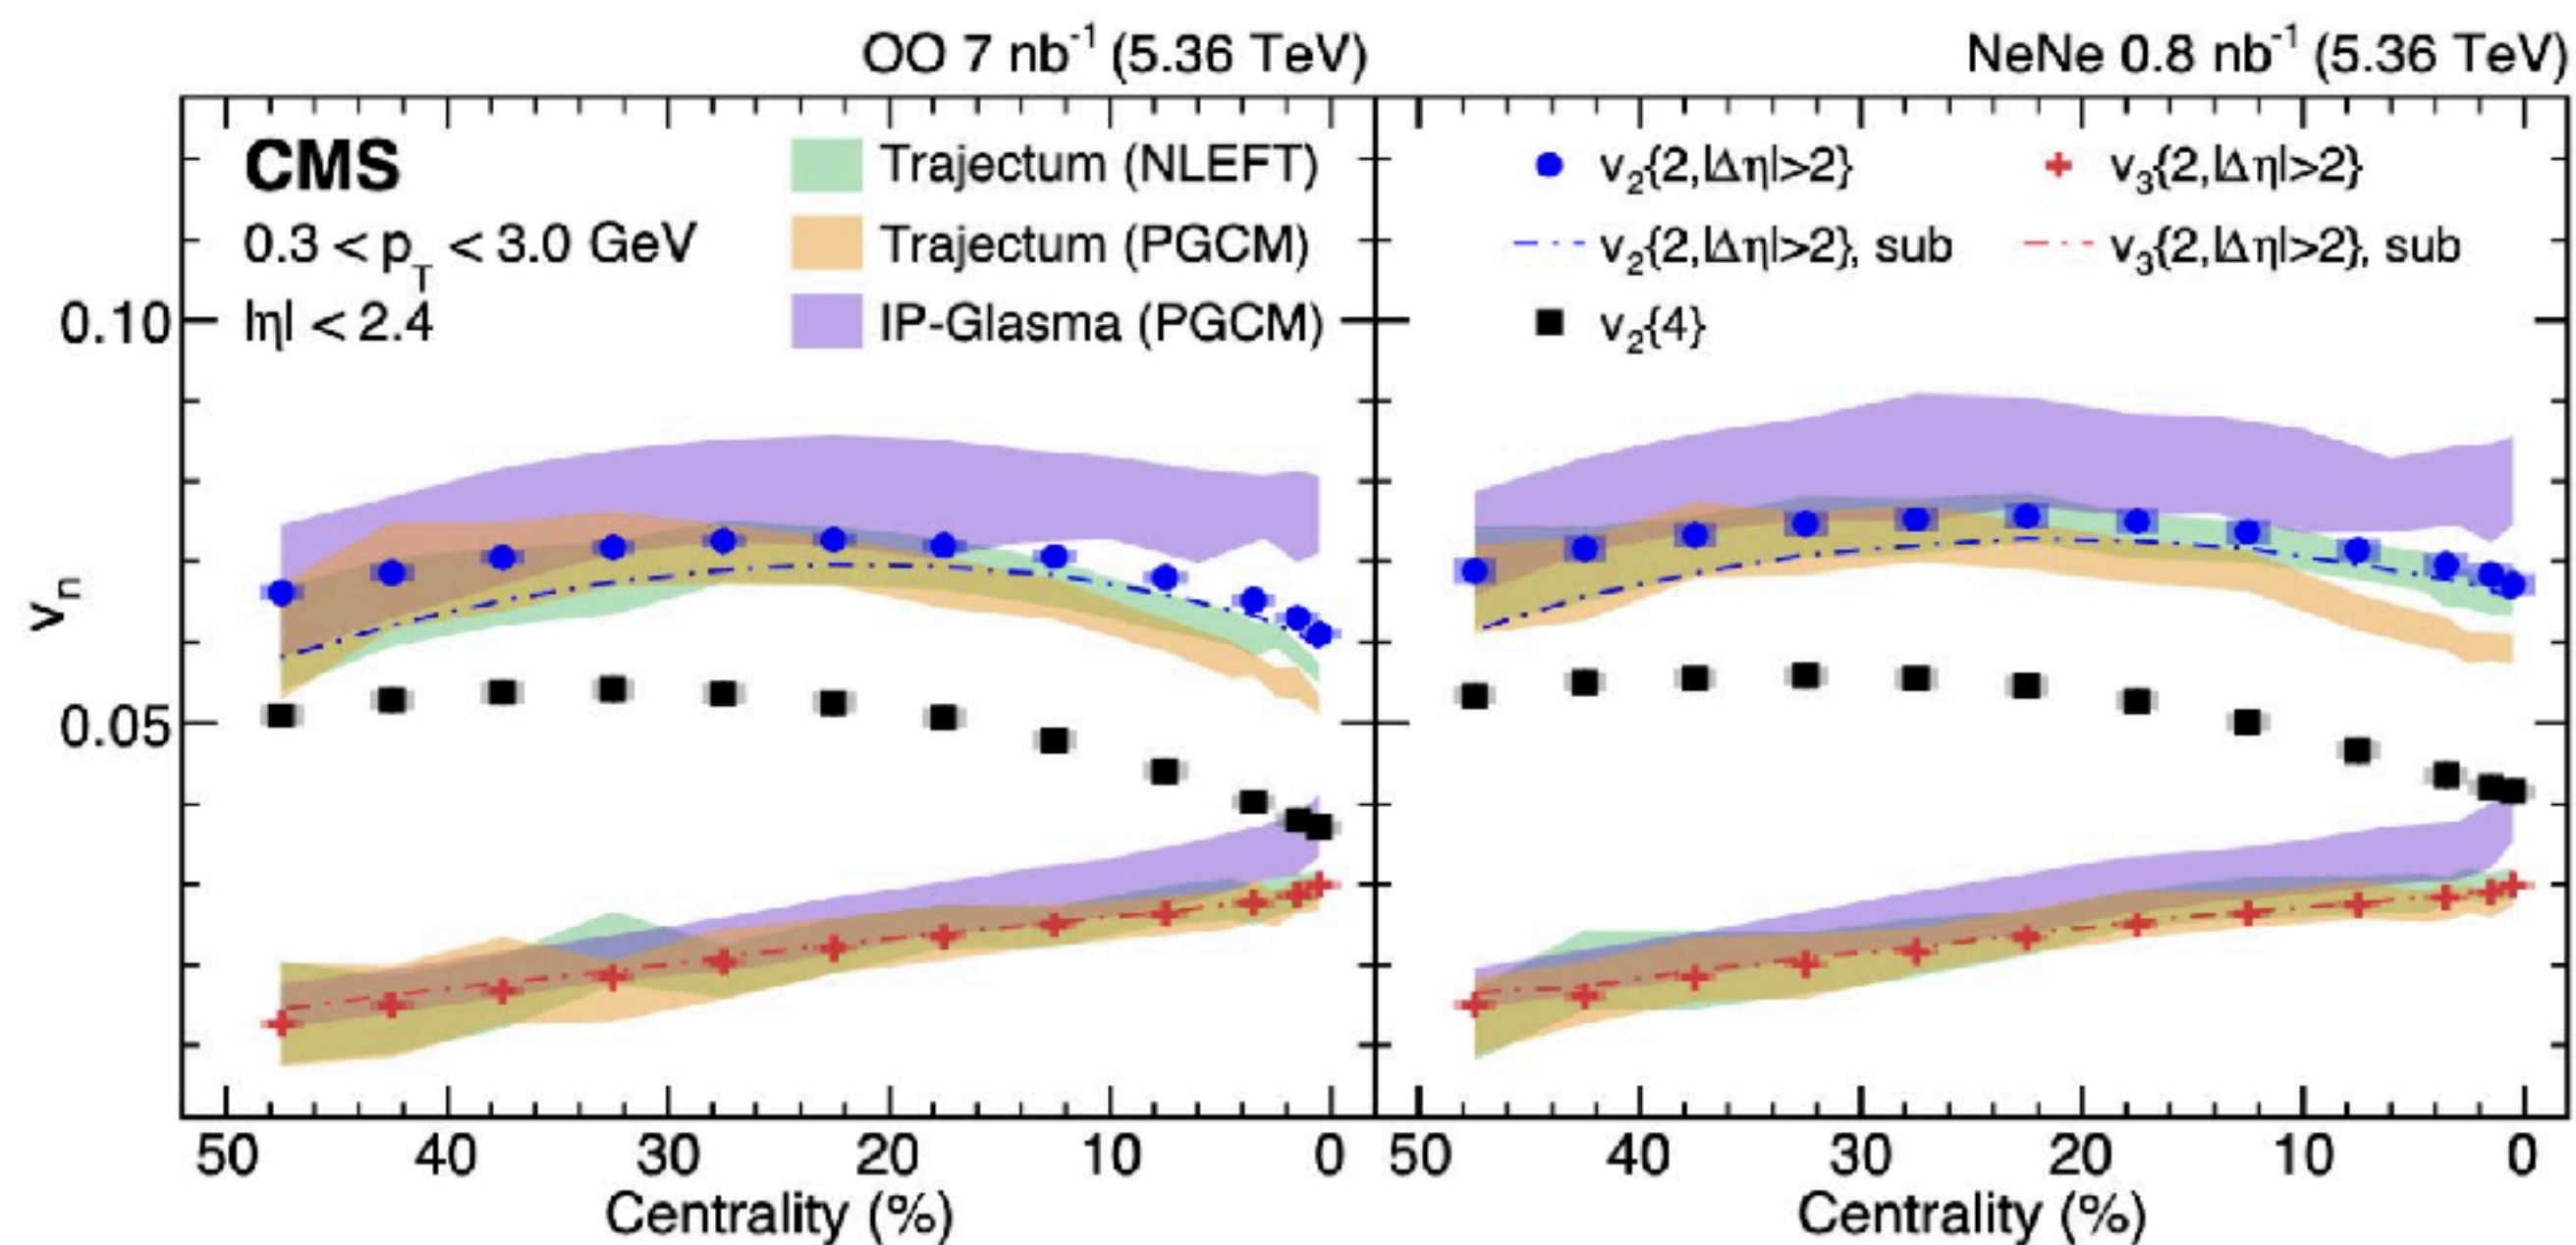 OO 7 nb⁻¹ (5.36 TeV)
NeNe 0.8 nb⁻¹ (5.36 TeV)
CMS
0.3 < p_T < 3.0 GeV
|η| < 2.4
Trajectum (NLEFT)
Trajectum (PGCM)
IP-Glasma (PGCM)
v₂{2,|Δη|>2}
v₃{2,|Δη|>2}
v₂{2,|Δη|>2}, sub
v₃{2,|Δη|>2}, sub
v₂{4}
vₙ
0.10
0.05
50 40 30 20 10 0
50 40 30 20 10 0
Centrality (%)
Centrality (%)